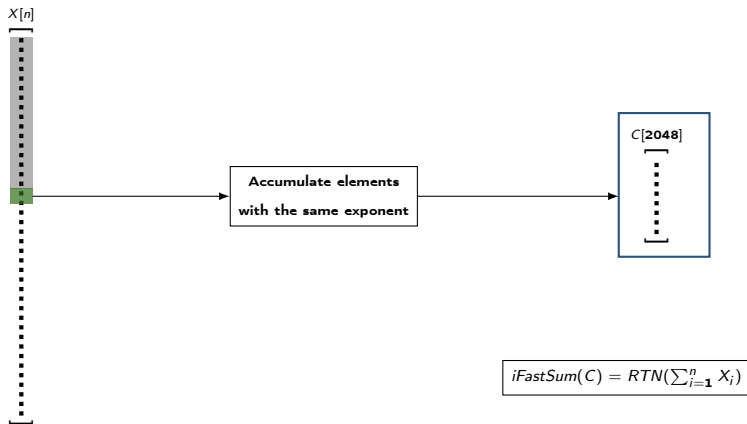 X[n]
C[2048]
Accumulate elements
with the same exponent
iFastSum(C) = RTN(∑ⁿᵢ₌₁ Xᵢ)